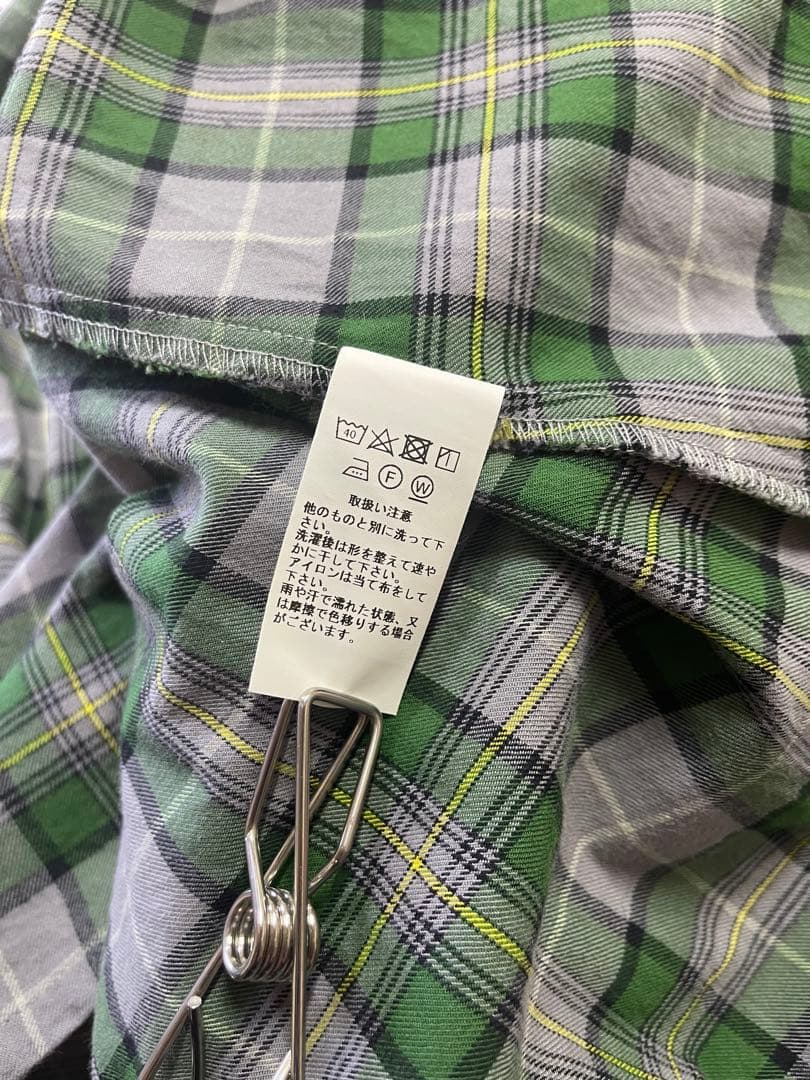 40
F W
取扱い注意
他のものと別に洗って下
さい。
洗濯後は形を整えて速や
かに干して下さい。
アイロンは当て布をして
下さい。
雨や汗で濡れた状態、又
は摩擦で色移りする場合
がございます。